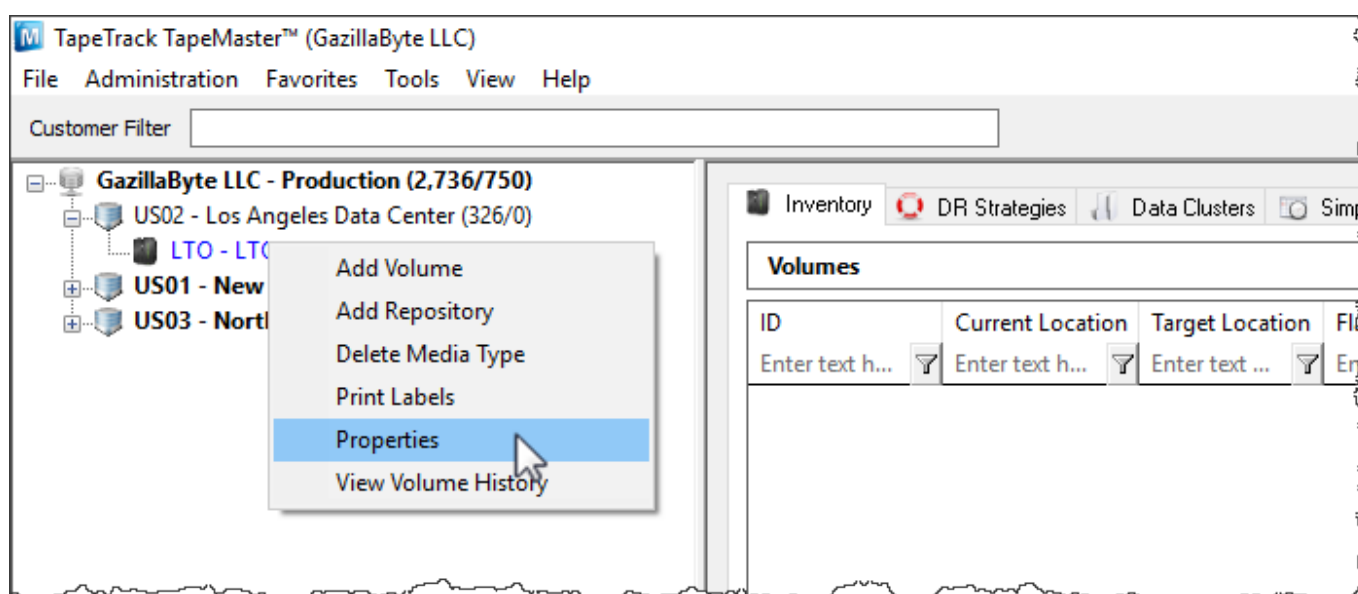 TapeTrack TapeMaster™ (GazillaByte LLC)
File Administration Favorites Tools View Help
Customer Filter
GazillaByte LLC - Production (2,736/750)
US02 - Los Angeles Data Center (326/0)
LTO - LTO
US01 - New
US03 - North
Add Volume
Add Repository
Delete Media Type
Print Labels
Properties
View Volume History
Inventory DR Strategies Data Clusters
Volumes
ID Current Location Target Location
Enter text h... Enter text h... Enter text ...